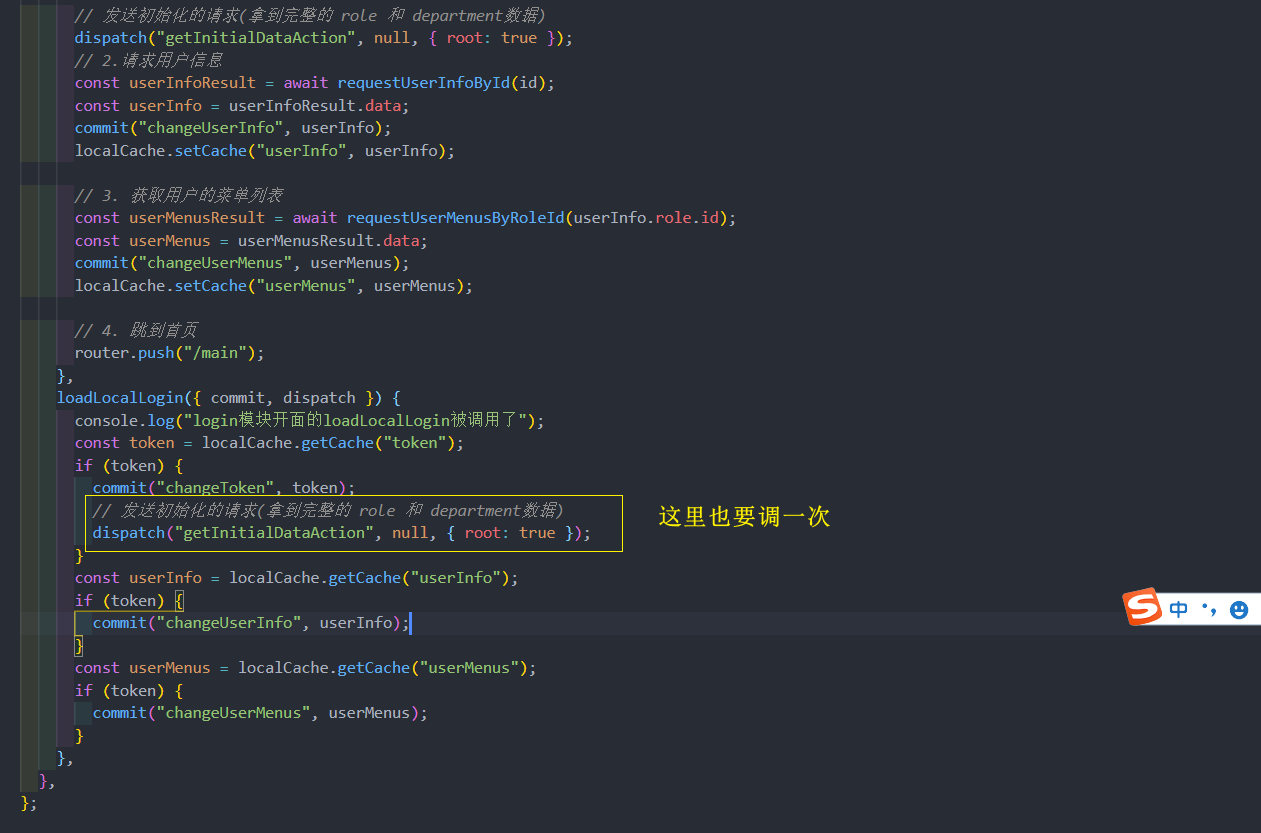 // 发送初始化的请求(拿到完整的 role 和 department数据)
dispatch("getInitialDataAction", null, { root: true });
// 2.请求用户信息
const userInfoResult = await requestUserInfoById(id);
const userInfo = userInfoResult.data;
commit("changeUserInfo", userInfo);
localCache.setCache("userInfo", userInfo);
// 3. 获取用户的菜单列表
const userMenusResult = await requestUserMenusByRoleId(userInfo.role.id);
const userMenus = userMenusResult.data;
commit("changeUserMenus", userMenus);
localCache.setCache("userMenus", userMenus);
// 4. 跳到首页
router.push("/main");
},
loadLocalLogin({ commit, dispatch }) {
console.log("login模块开面的loadLocalLogin被调用了");
const token = localCache.getCache("token");
if (token) {
commit("changeToken", token);
// 发送初始化的请求(拿到完整的 role 和 department数据)
dispatch("getInitialDataAction", null, { root: true });
这里也要调一次
}
const userInfo = localCache.getCache("userInfo");
if (token) {
commit("changeUserInfo", userInfo);
}
const userMenus = localCache.getCache("userMenus");
if (token) {
commit("changeUserMenus", userMenus);
}
},
},
};
S 中 •,